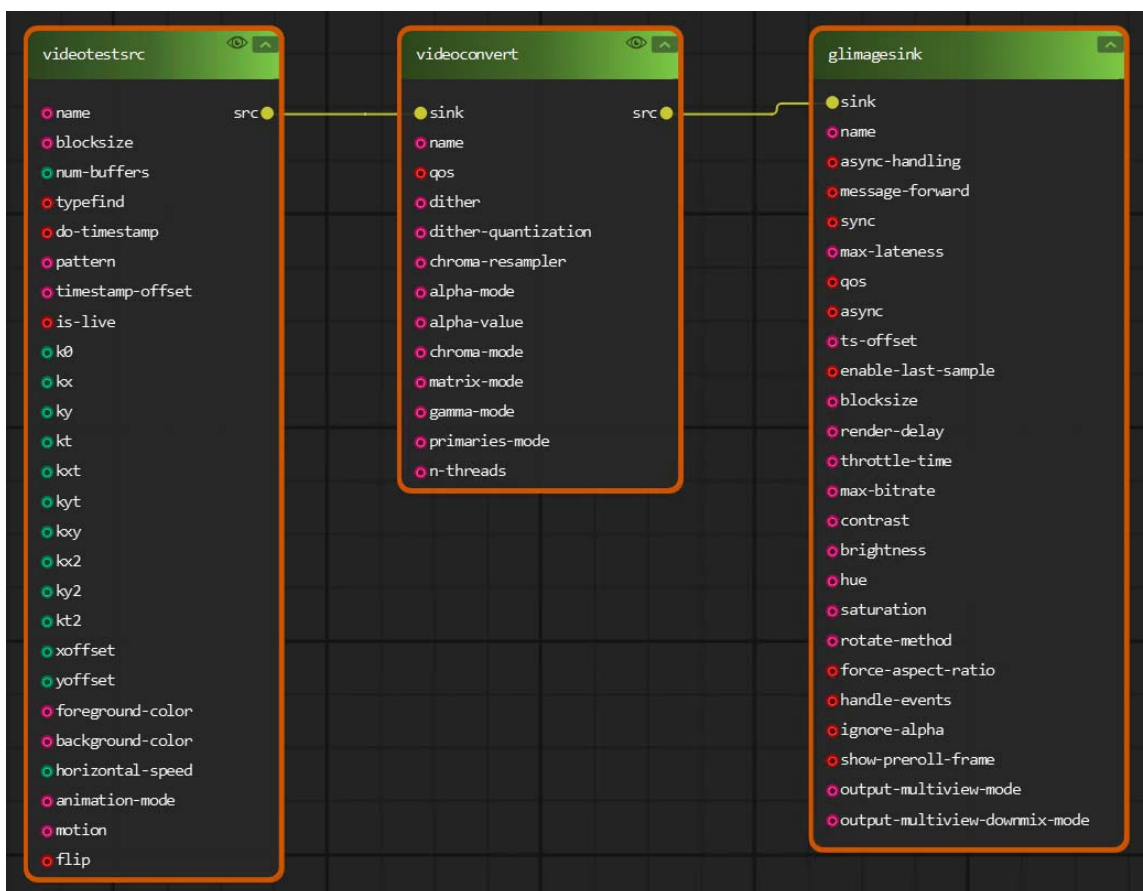 videotestsrc
name src
blocksize
num-buffers
typefind
do-timestamp
pattern
timestamp-offset
is-live
k0
kx
ky
kt
kxt
kyt
kxy
kx2
ky2
kt2
xoffset
yoffset
foreground-color
background-color
horizontal-speed
animation-mode
motion
flip
videoconvert
sink src
name
qos
dither
dither-quantization
chroma-resampler
alpha-mode
alpha-value
chroma-mode
matrix-mode
gamma-mode
primaries-mode
n-threads
glimagesink
sink
name
async-handling
message-forward
sync
max-lateness
qos
async
ts-offset
enable-last-sample
blocksize
render-delay
throttle-time
max-bitrate
contrast
brightness
hue
saturation
rotate-method
force-aspect-ratio
handle-events
ignore-alpha
show-preroll-frame
output-multiview-mode
output-multiview-downmix-mode